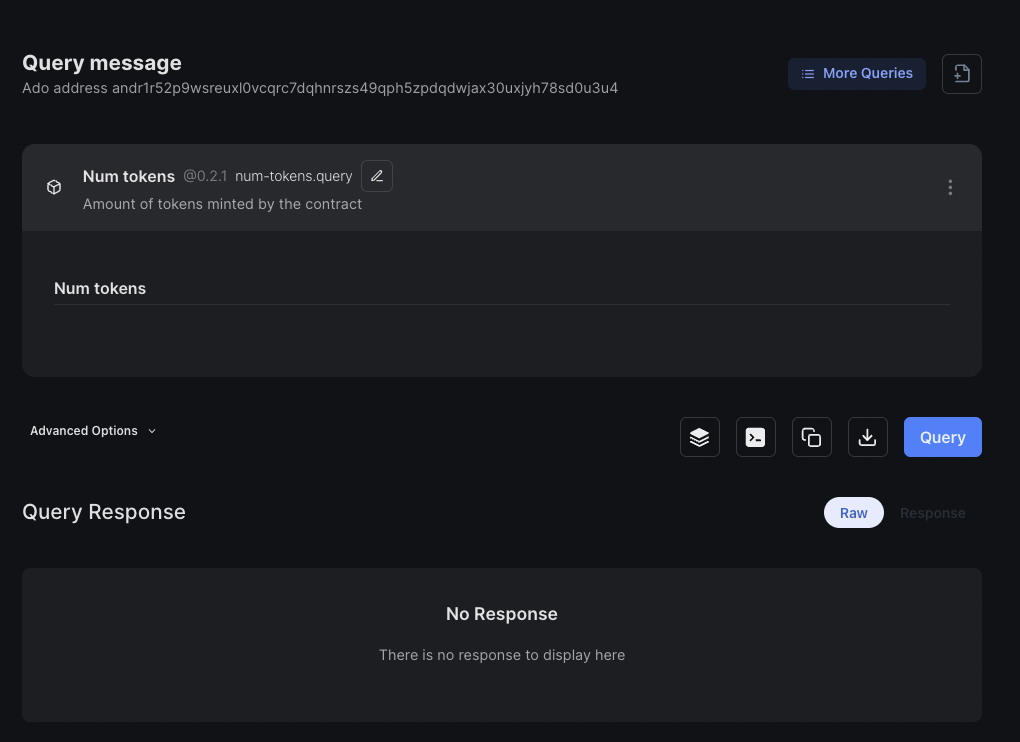 Query message
Ado address andr1r52p9wsreuxl0vcqrc7dqhnrszs49qph5zpdqdwjax30uxjyh78sd0u3u4
More Queries
Num tokens @0.2.1 num-tokens.query
Amount of tokens minted by the contract
Num tokens
Advanced Options
Query
Query Response
Raw
Response
No Response
There is no response to display here